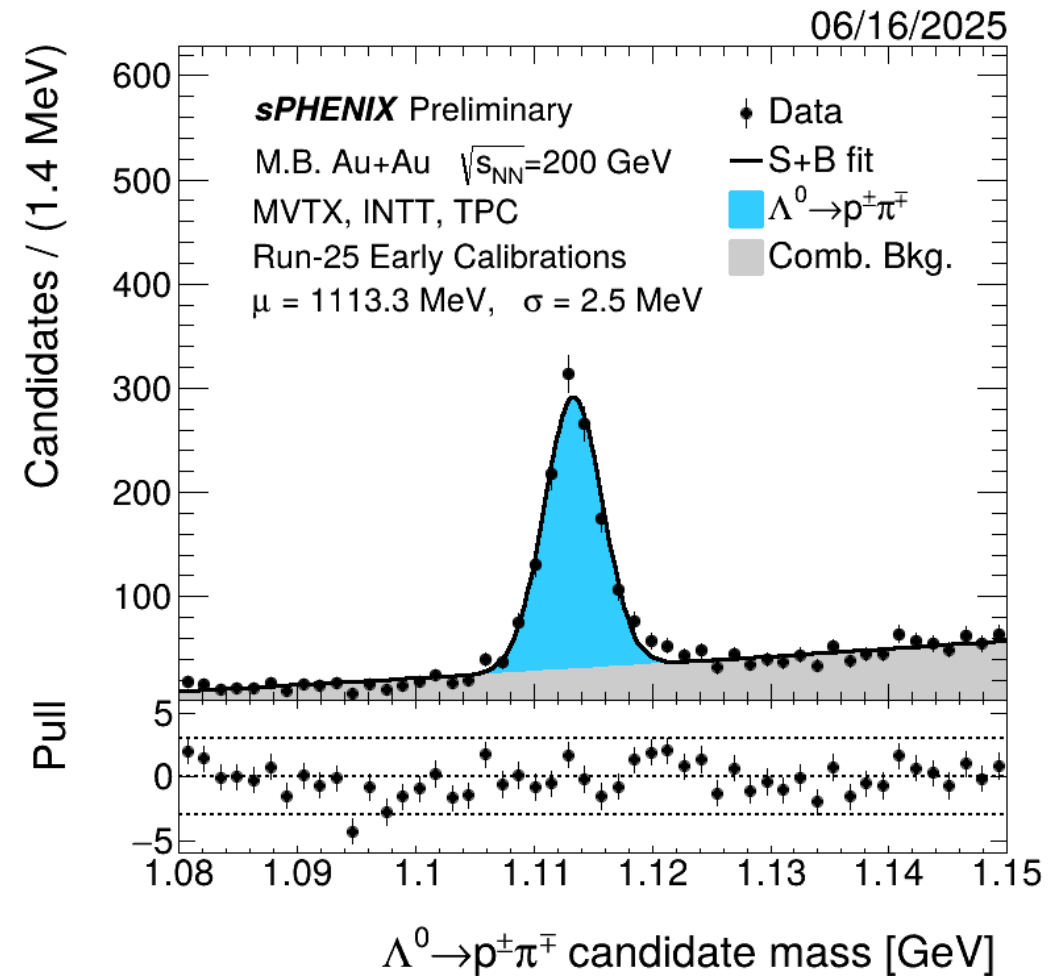 06/16/2025
Candidates / (1.4 MeV)
600
500
400
300
200
100
sPHENIX Preliminary
M.B. Au+Au √sNN=200 GeV
MVTX, INTT, TPC
Run-25 Early Calibrations
μ = 1113.3 MeV, σ = 2.5 MeV
Data
S+B fit
Λ⁰→p±π∓
Comb. Bkg.
Pull
5
0
−5
1.08 1.09 1.1 1.11 1.12 1.13 1.14 1.15
Λ⁰→p±π∓ candidate mass [GeV]